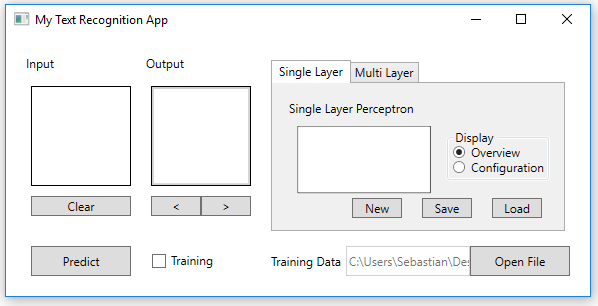 My Text Recognition App
Input
Output
Single Layer
Multi Layer
Single Layer Perceptron
Display
Overview
Configuration
Clear
<
>
New
Save
Load
Predict
Training
Training Data
C:\Users\Sebastian\Des
Open File